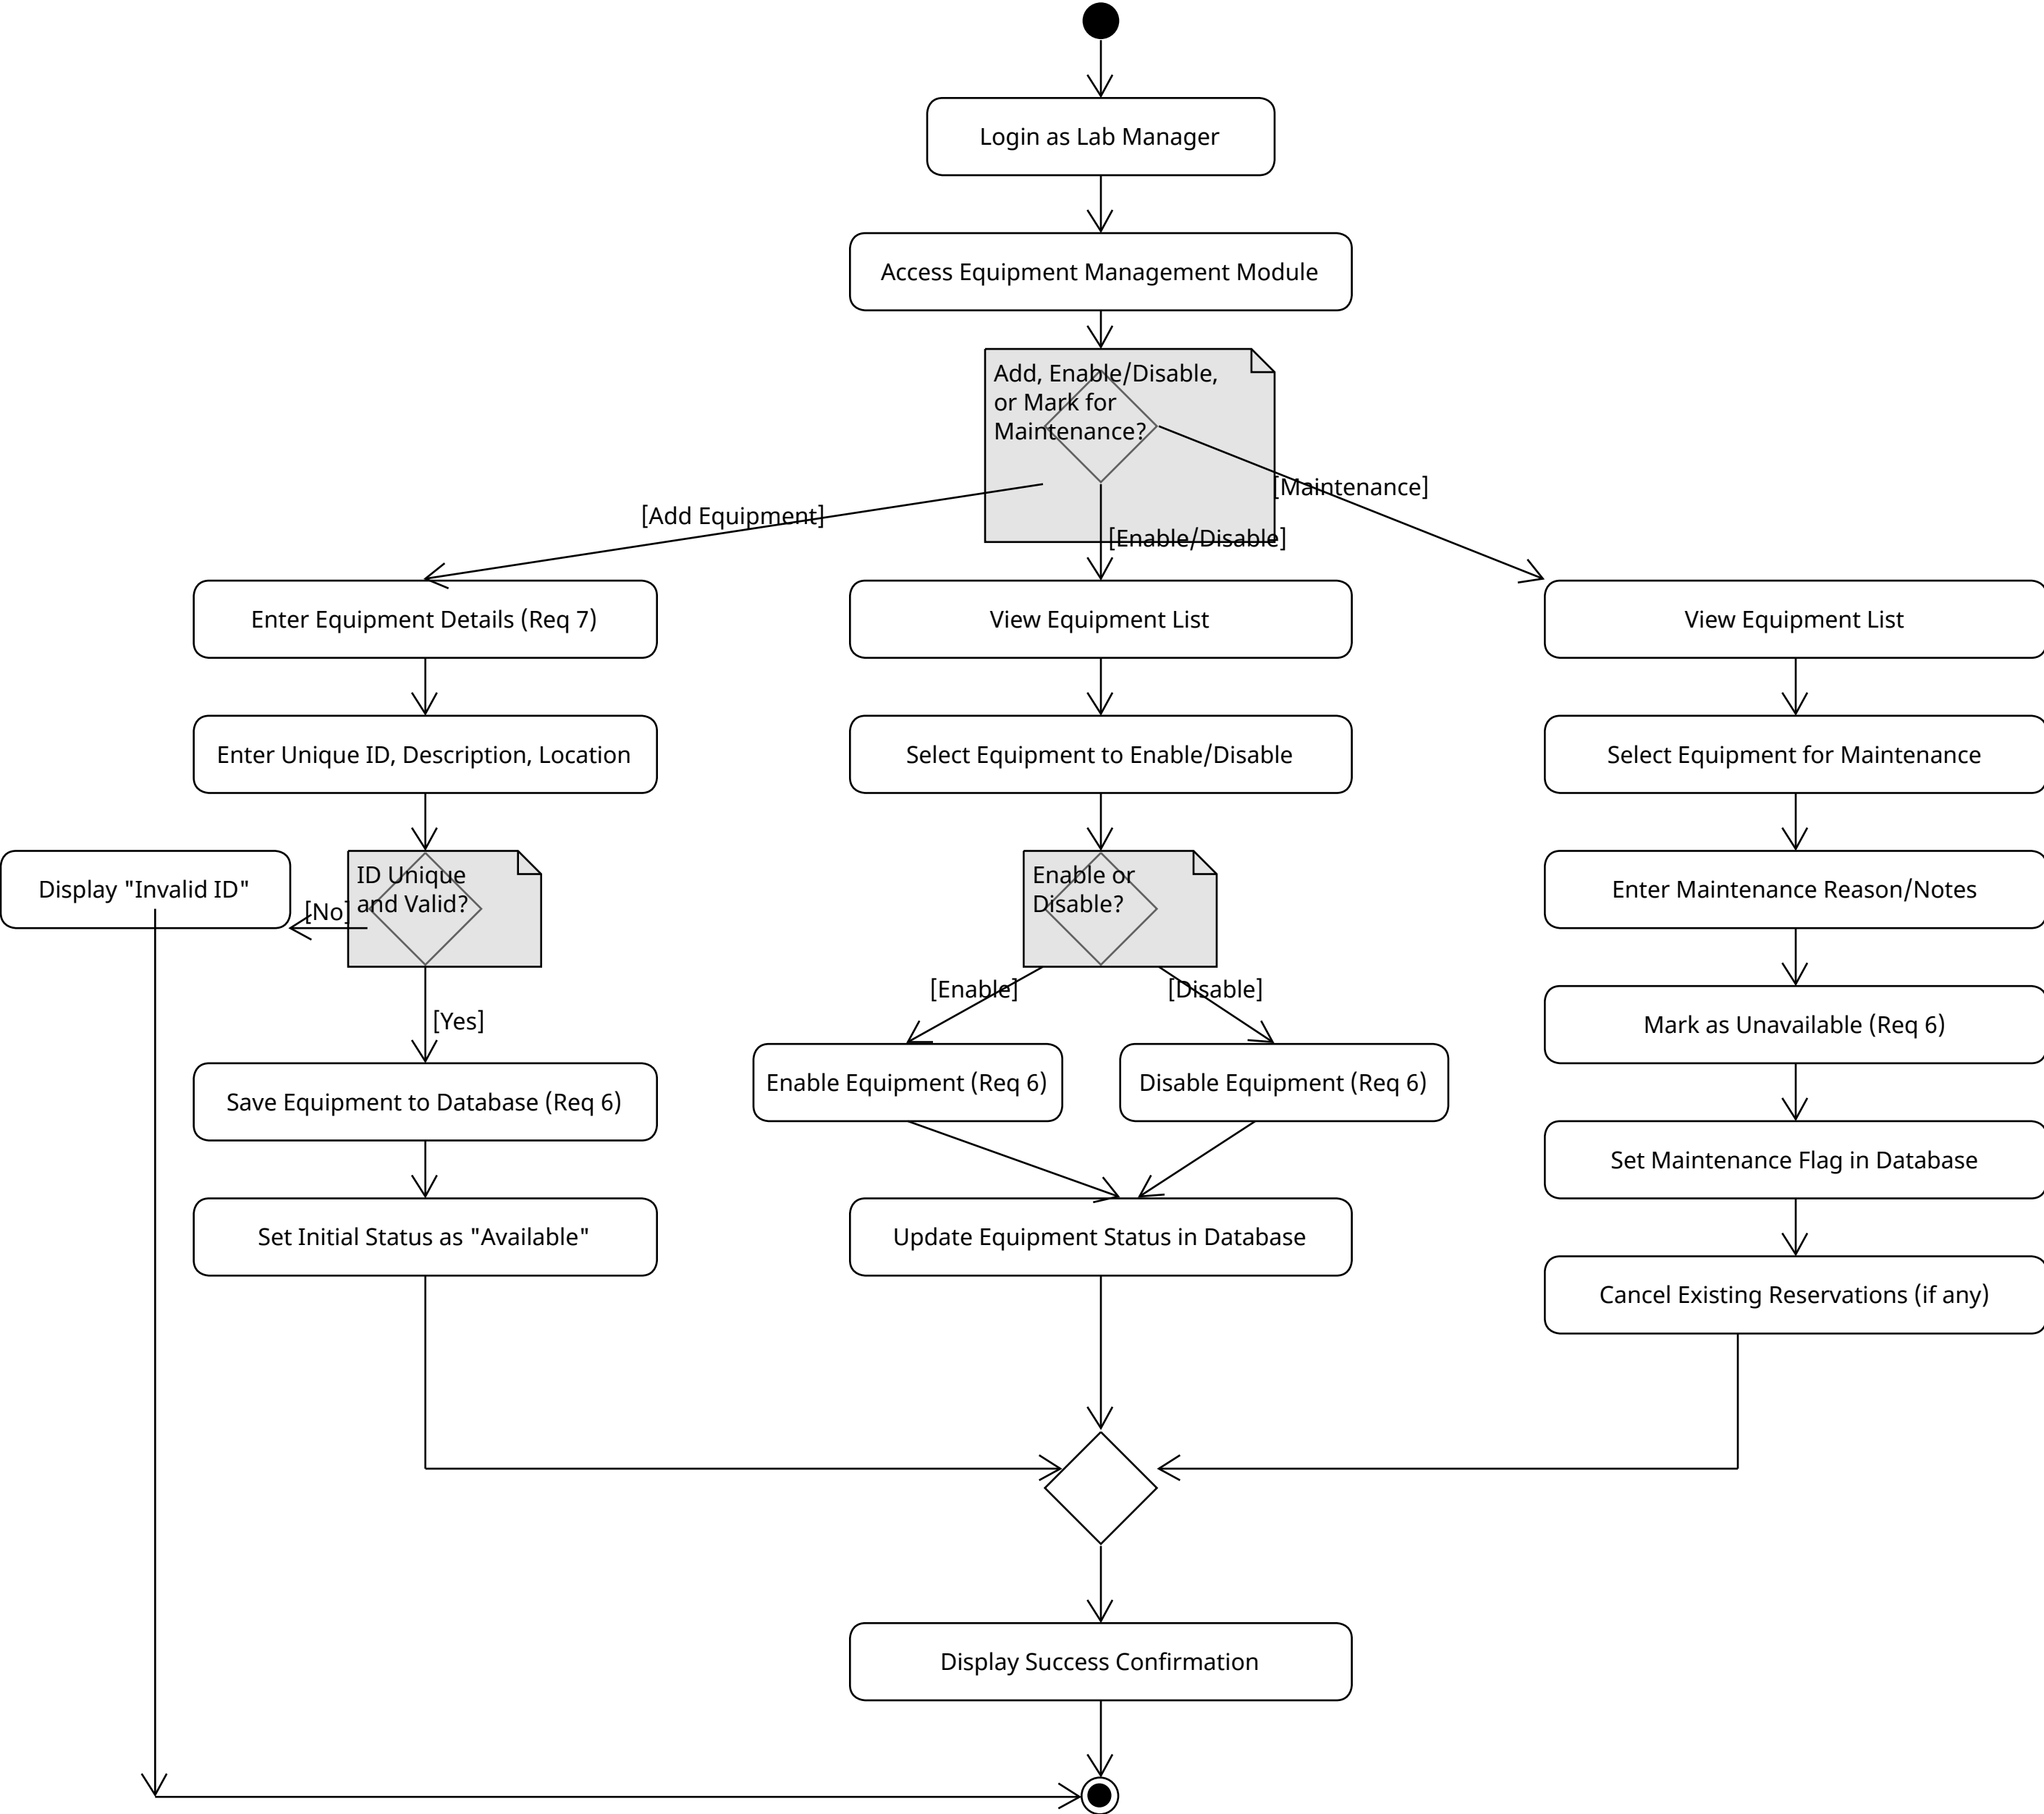 Login as Lab Manager
Access Equipment Management Module
Add, Enable/Disable,
or Mark for
Maintenance?
[Add Equipment]
[Enable/Disable]
[Maintenance]
Enter Equipment Details (Req 7)
View Equipment List
View Equipment List
Enter Unique ID, Description, Location
Select Equipment to Enable/Disable
Select Equipment for Maintenance
Display "Invalid ID"
[No]
ID Unique
and Valid?
Enable or
Disable?
Enter Maintenance Reason/Notes
[Yes]
[Enable]
[Disable]
Mark as Unavailable (Req 6)
Save Equipment to Database (Req 6)
Enable Equipment (Req 6)
Disable Equipment (Req 6)
Set Maintenance Flag in Database
Set Initial Status as "Available"
Update Equipment Status in Database
Cancel Existing Reservations (if any)
Display Success Confirmation